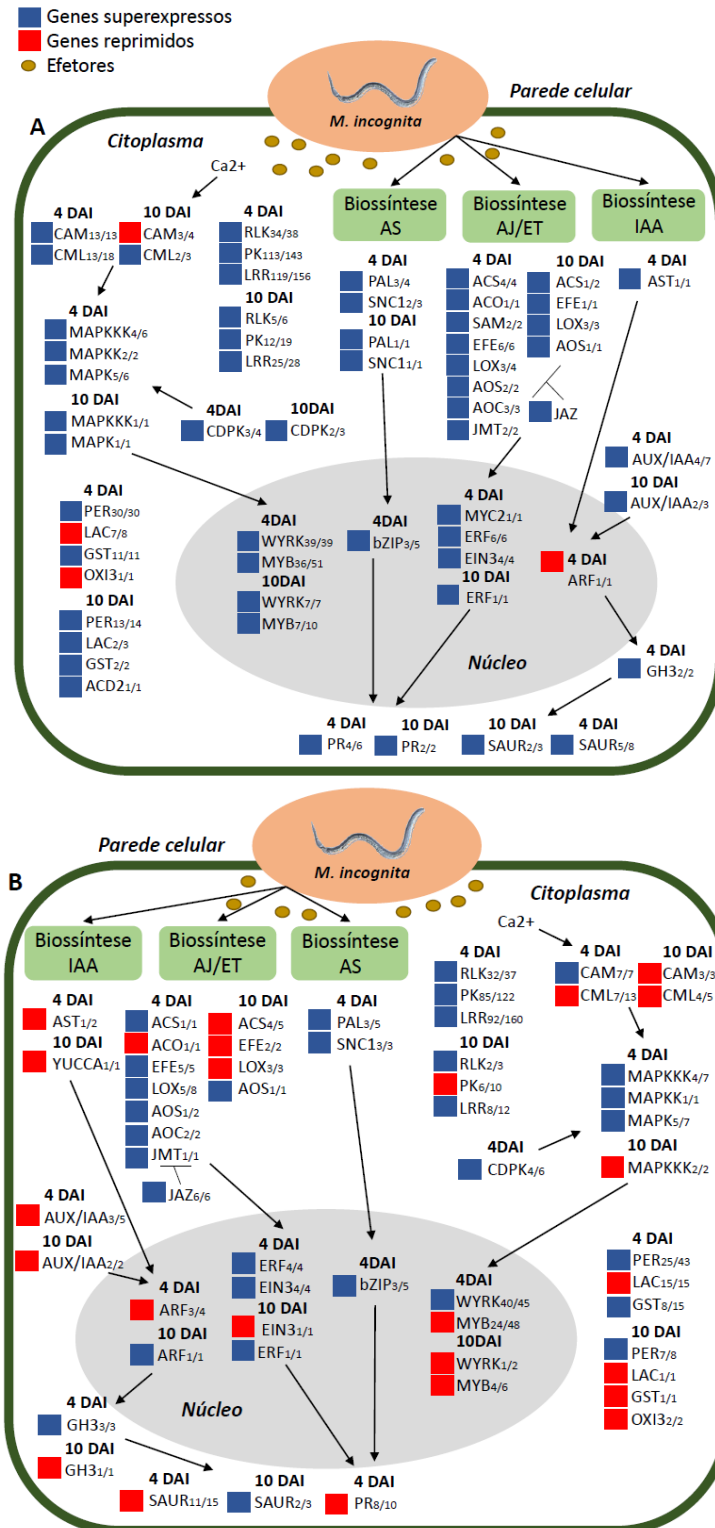 Genes superexpressos
Genes reprimidos
Efetores
A
Citoplasma
M. incognita
Parede celular
Ca2+
4 DAI
CAM13/13
CML13/18
10 DAI
CAM3/4
CML2/3
4 DAI
RLK34/38
PK113/143
LRR119/156
10 DAI
RLK5/6
PK12/19
LRR25/28
4 DAI
MAPKKK4/6
MAPKK2/2
MAPK5/6
10 DAI
MAPKKK1/1
MAPK1/1
4DAI
CDPK3/4
10DAI
CDPK2/3
4 DAI
PER30/30
LAC7/8
GST11/11
OXI31/1
10 DAI
PER13/14
LAC2/3
GST2/2
ACD21/1
Biossíntese
AS
4 DAI
PAL3/4
SNC12/3
10 DAI
PAL1/1
SNC11/1
Biossíntese
AJ/ET
4 DAI
ACS4/4
ACO1/1
SAM2/2
EFE6/6
LOX3/4
AOS2/2
AOC3/3
JMT2/2
10 DAI
ACS1/2
EFE1/1
LOX3/3
AOS1/1
JAZ
Biossíntese
IAA
4 DAI
AST1/1
4 DAI
AUX/IAA4/7
10 DAI
AUX/IAA2/3
4DAI
WYRK39/39
MYB36/51
10DAI
WYRK7/7
MYB7/10
4DAI
bZIP3/5
4 DAI
MYC21/1
ERF6/6
EIN34/4
10 DAI
ERF1/1
4 DAI
ARF1/1
Núcleo
4 DAI
GH32/2
4 DAI
PR4/6
10 DAI
PR2/2
10 DAI
SAUR2/3
4 DAI
SAUR5/8
B
Parede celular
M. incognita
Citoplasma
Biossíntese
IAA
4 DAI
AST1/2
10 DAI
YUCCA1/1
Biossíntese
AJ/ET
4 DAI
ACS1/1
ACO1/1
EFE5/5
LOX5/8
AOS1/2
AOC2/2
JMT1/1
10 DAI
ACS4/5
EFE2/2
LOX3/3
AOS1/1
JAZ6/6
Biossíntese
AS
4 DAI
PAL3/5
SNC13/3
4 DAI
RLK32/37
PK85/122
LRR92/160
10 DAI
RLK2/3
PK6/10
LRR8/12
Ca2+
4 DAI
CAM7/7
CML7/13
10 DAI
CAM3/3
CML4/5
4 DAI
MAPKKK4/7
MAPKK1/1
MAPK5/7
10 DAI
MAPKKK2/2
4DAI
CDPK4/6
4 DAI
AUX/IAA3/5
10 DAI
AUX/IAA2/2
4 DAI
ARF3/4
10 DAI
ARF1/1
4 DAI
ERF4/4
EIN34/4
10 DAI
EIN31/1
ERF1/1
4DAI
bZIP3/5
4DAI
WYRK40/45
MYB24/48
10DAI
WYRK1/2
MYB4/6
4 DAI
PER25/43
LAC15/15
GST8/15
10 DAI
PER7/8
LAC1/1
GST1/1
OXI32/2
Núcleo
4 DAI
GH33/3
10 DAI
GH31/1
4 DAI
SAUR11/15
10 DAI
SAUR2/3
4 DAI
PR8/10